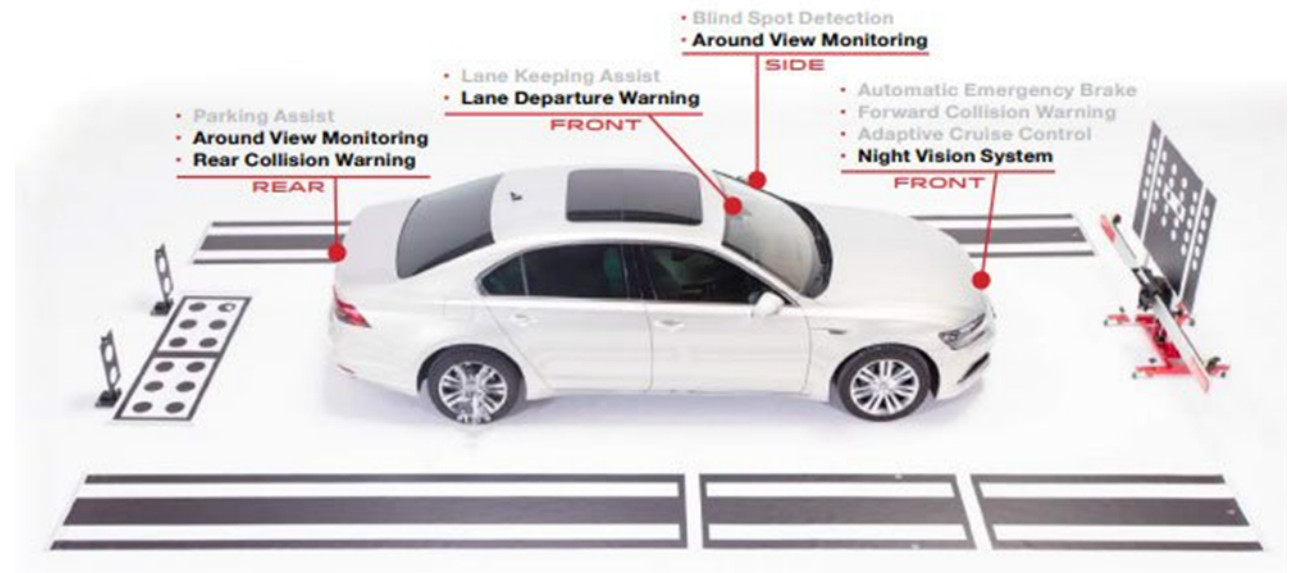 Blind Spot Detection
Around View Monitoring
SIDE
Lane Keeping Assist
Lane Departure Warning
FRONT
Automatic Emergency Brake
Forward Collision Warning
Adaptive Cruise Control
Night Vision System
FRONT
Parking Assist
Around View Monitoring
Rear Collision Warning
REAR